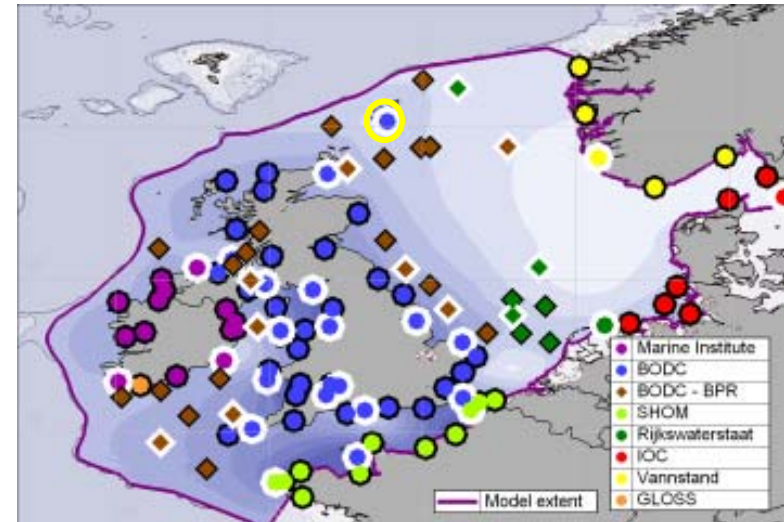 Marine Institute
BODC
BODC - BPR
SHOM
Rijkswaterstaat
IOC
Vannstand
GLOSS
Model extent